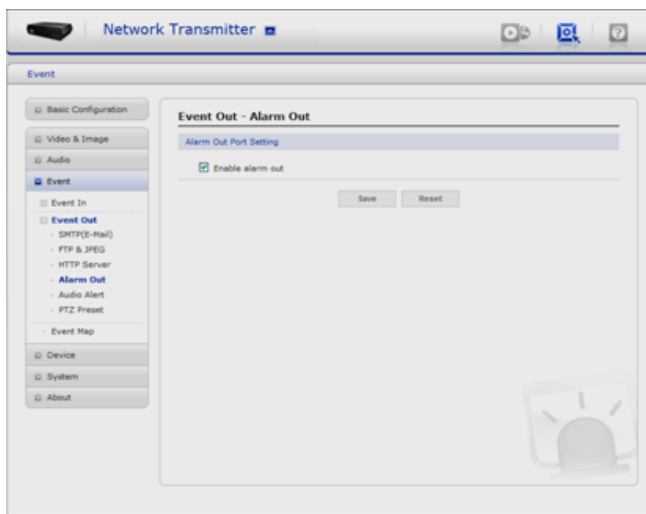 Network Transmitter
?
Event
Basic Configuration
Video & Image
Audio
Event
Event In
Event Out
SMTP(E-Mail)
FTP & JPEG
HTTP Server
Alarm Out
Audio Alert
PTZ Preset
Event Map
Device
System
About
Event Out - Alarm Out
Alarm Out Port Setting
Enable alarm out
Save Reset